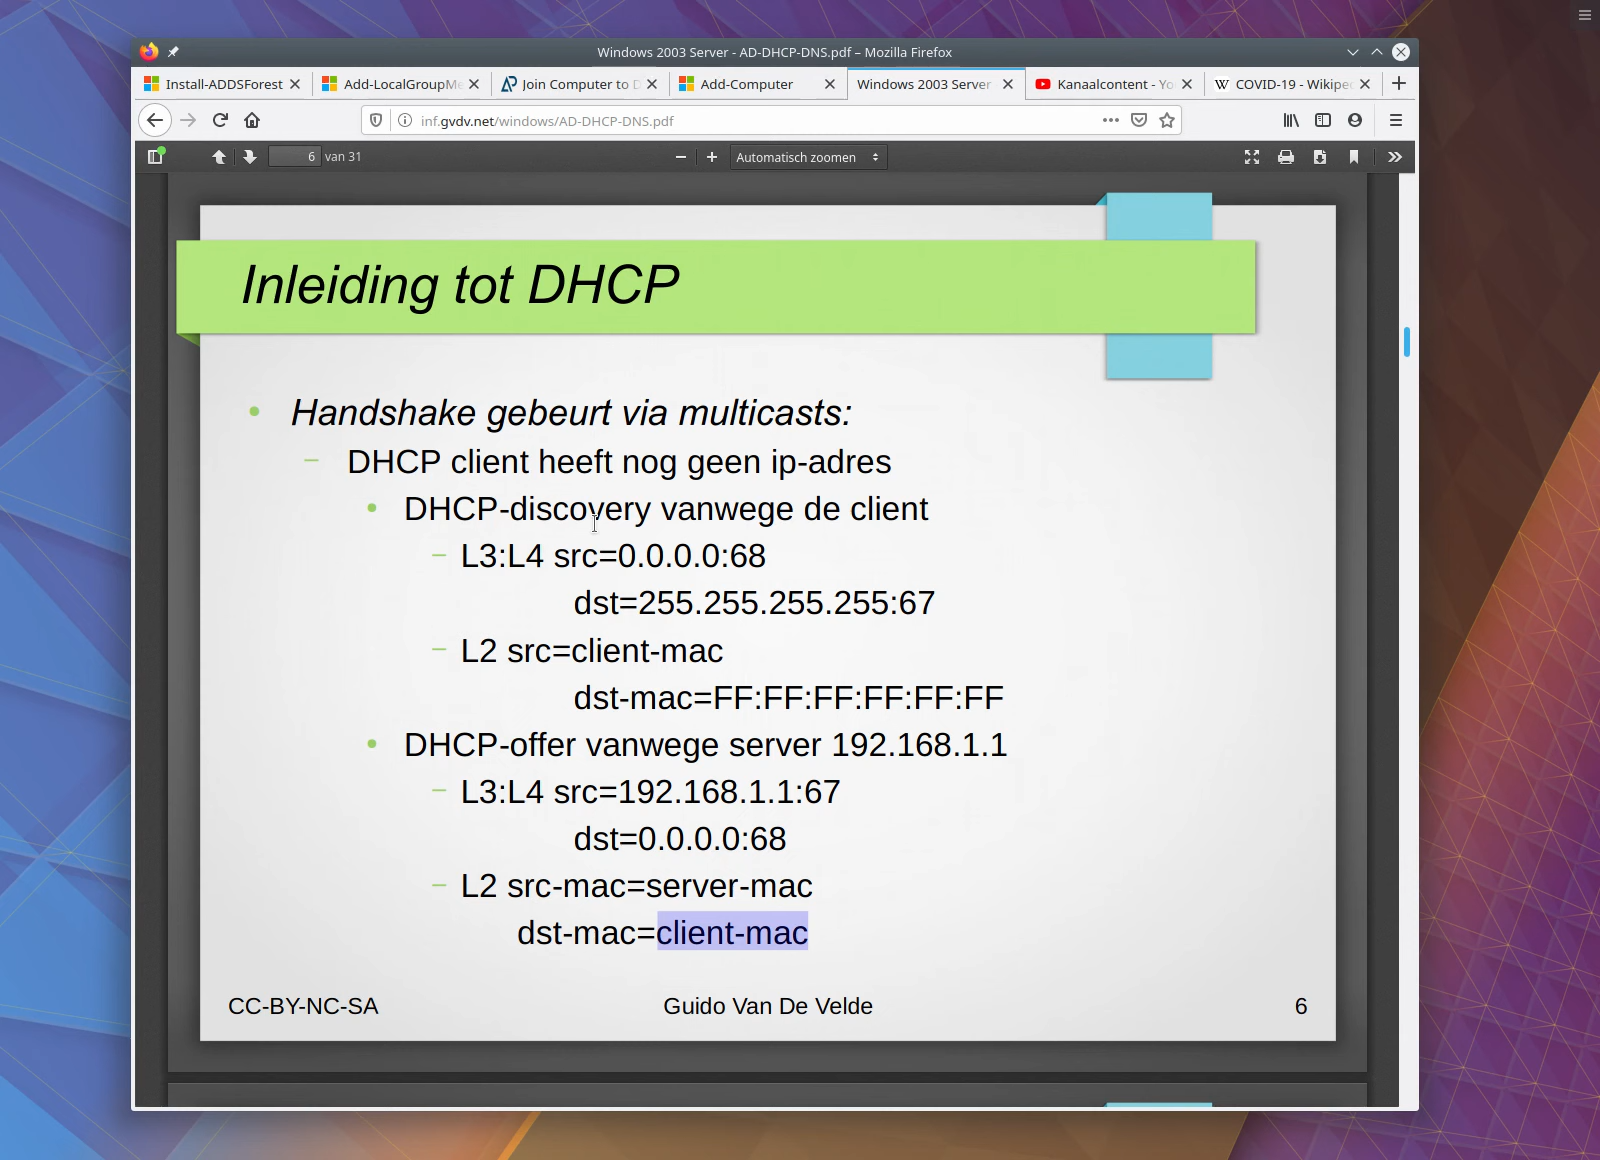 Windows 2003 Server - AD-DHCP-DNS.pdf – Mozilla Firefox
Install-ADDSForest
Add-LocalGroupMe
Join Computer to D
Add-Computer
Windows 2003 Server
Kanaalcontent - Yo
W COVID-19 - Wikiped
inf.gvdv.net/windows/AD-DHCP-DNS.pdf
6 van 31
Automatisch zoomen
Inleiding tot DHCP
Handshake gebeurt via multicasts:
DHCP client heeft nog geen ip-adres
DHCP-discovery vanwege de client
L3:L4 src=0.0.0.0:68
dst=255.255.255.255:67
L2 src=client-mac
dst-mac=FF:FF:FF:FF:FF:FF
DHCP-offer vanwege server 192.168.1.1
L3:L4 src=192.168.1.1:67
dst=0.0.0.0:68
L2 src-mac=server-mac
dst-mac=client-mac
CC-BY-NC-SA
Guido Van De Velde
6